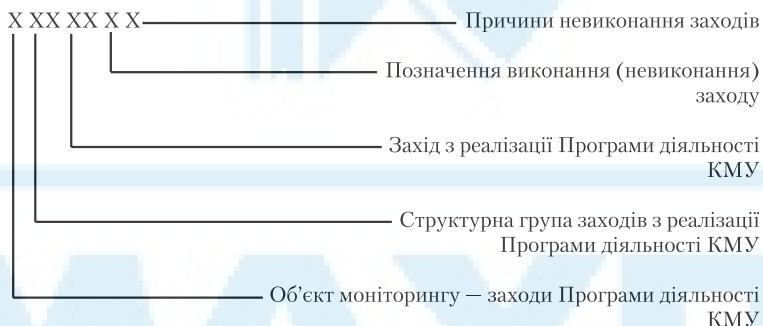 Х ХХ ХХ Х Х Причини невиконання заходів
Позначення виконання (невиконання)
заходу
Захід з реалізації Програми діяльності
КМУ
Структурна група заходів з реалізації
Програми діяльності КМУ
Об’єкт моніторингу — заходи Програми діяльності
КМУ